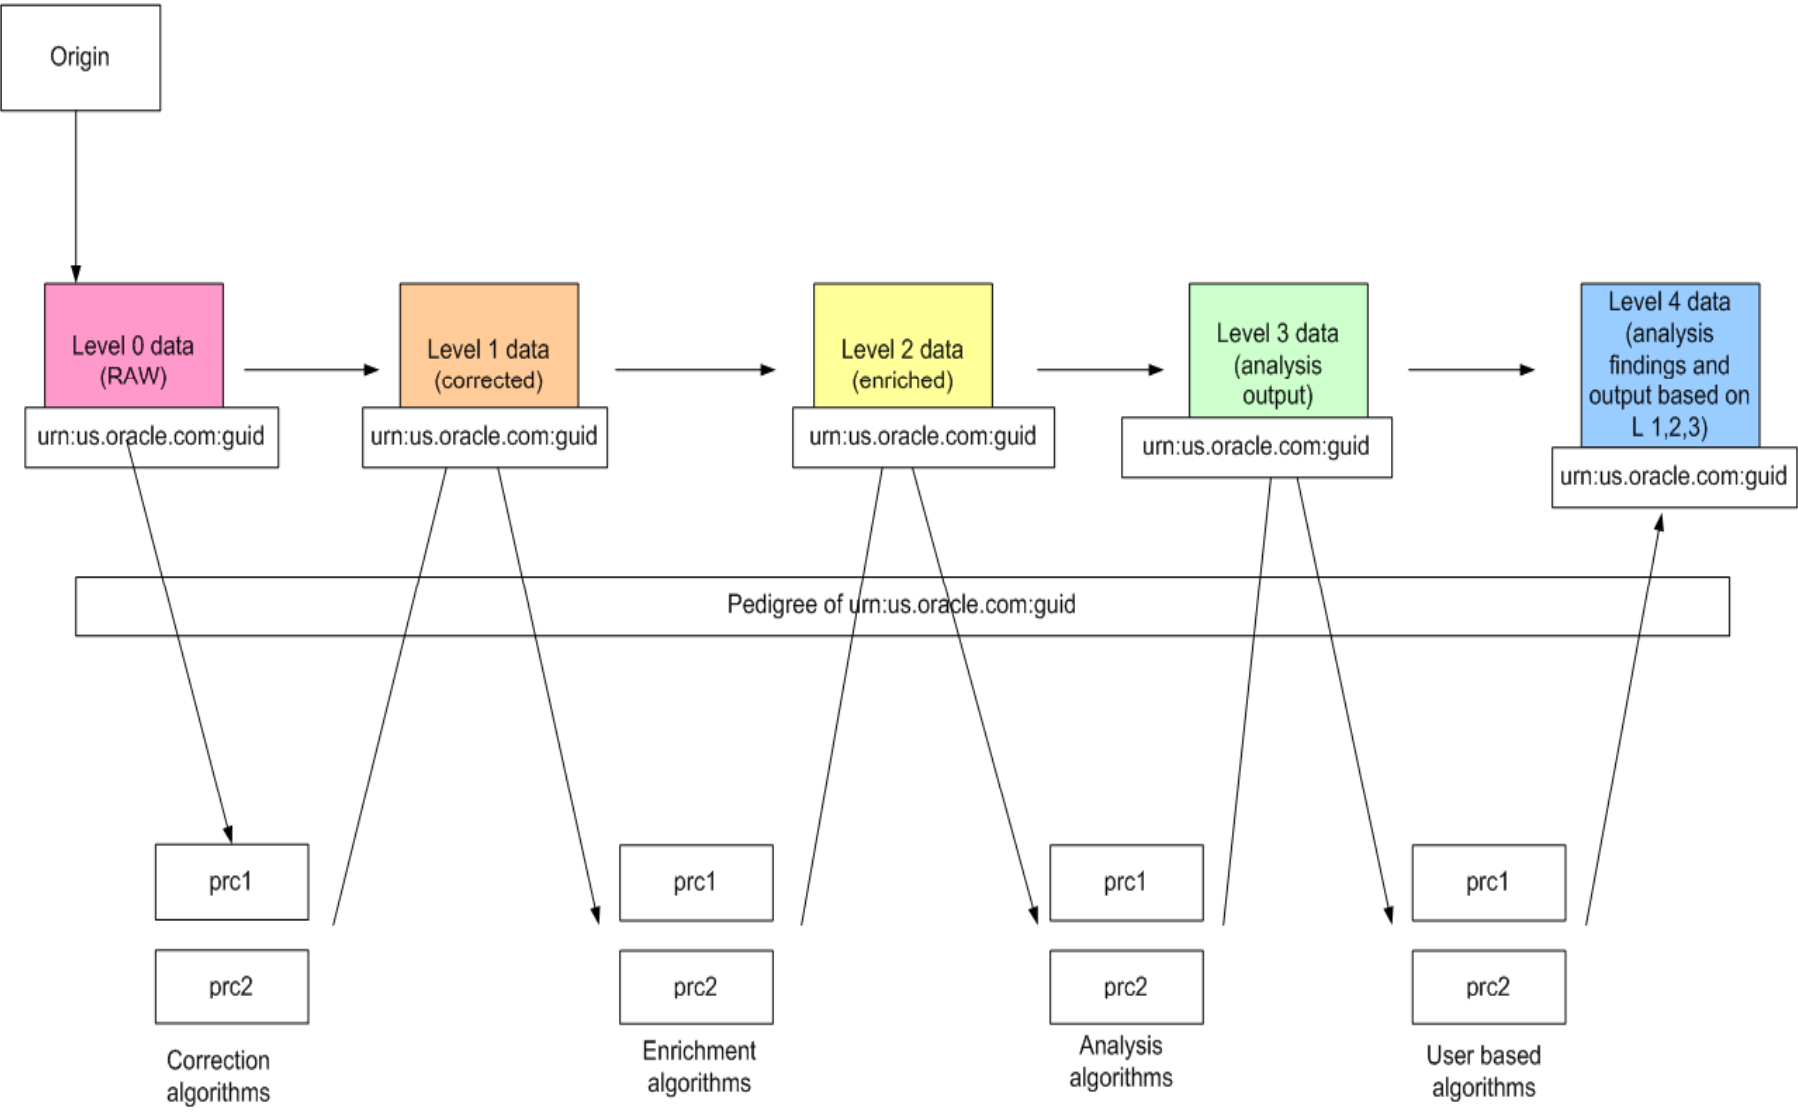 Origin
Level 0 data
(RAW)
urn:us.oracle.com:guid
Level 1 data
(corrected)
urn:us.oracle.com:guid
Level 2 data
(enriched)
urn:us.oracle.com:guid
Level 3 data
(analysis
output)
urn:us.oracle.com:guid
Level 4 data
(analysis
findings and
output based on
L 1,2,3)
urn:us.oracle.com:guid
Pedigree of urn:us.oracle.com:guid
prc1
prc2
Correction
algorithms
prc1
prc2
Enrichment
algorithms
prc1
prc2
Analysis
algorithms
prc1
prc2
User based
algorithms